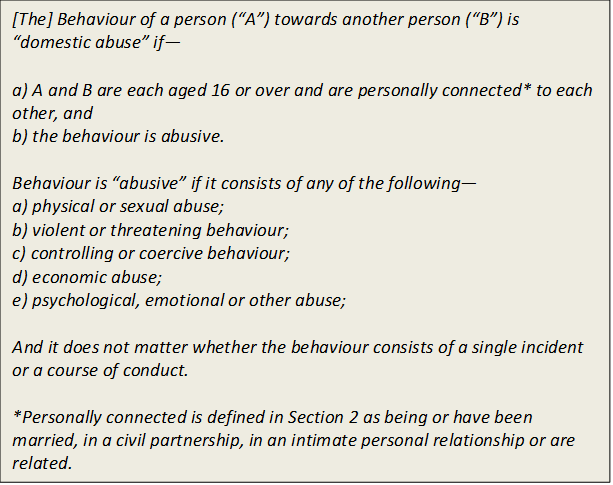 [The] Behaviour of a person (“A”) towards another person (“B”) is
“domestic abuse” if—
a) A and B are each aged 16 or over and are personally connected* to each
other, and
b) the behaviour is abusive.
Behaviour is “abusive” if it consists of any of the following—
a) physical or sexual abuse;
b) violent or threatening behaviour;
c) controlling or coercive behaviour;
d) economic abuse;
e) psychological, emotional or other abuse;
And it does not matter whether the behaviour consists of a single incident
or a course of conduct.
*Personally connected is defined in Section 2 as being or have been
married, in a civil partnership, in an intimate personal relationship or are
related.